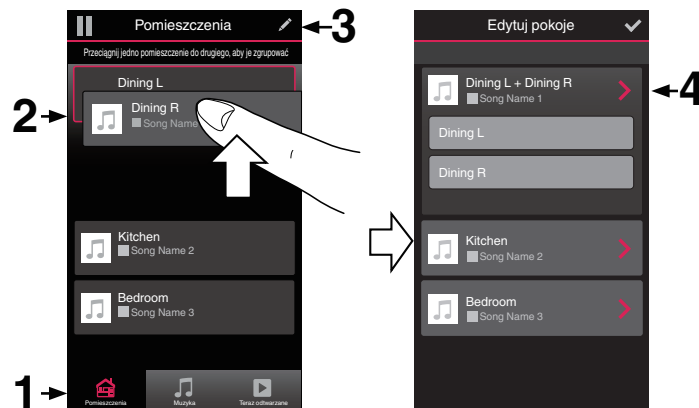 Pomieszczenia
3
Przeciągnij jedno pomieszczenie do drugiego, aby je zgrupować
2
Dining L
Dining R
Song Name
Kitchen
Song Name 2
Bedroom
Song Name 3
1
Pomieszczenia
Muzyka
Teraz odtwarzane
Edytuj pokoje
4
Dining L + Dining R
Song Name 1
Dining L
Dining R
Kitchen
Song Name 2
Bedroom
Song Name 3